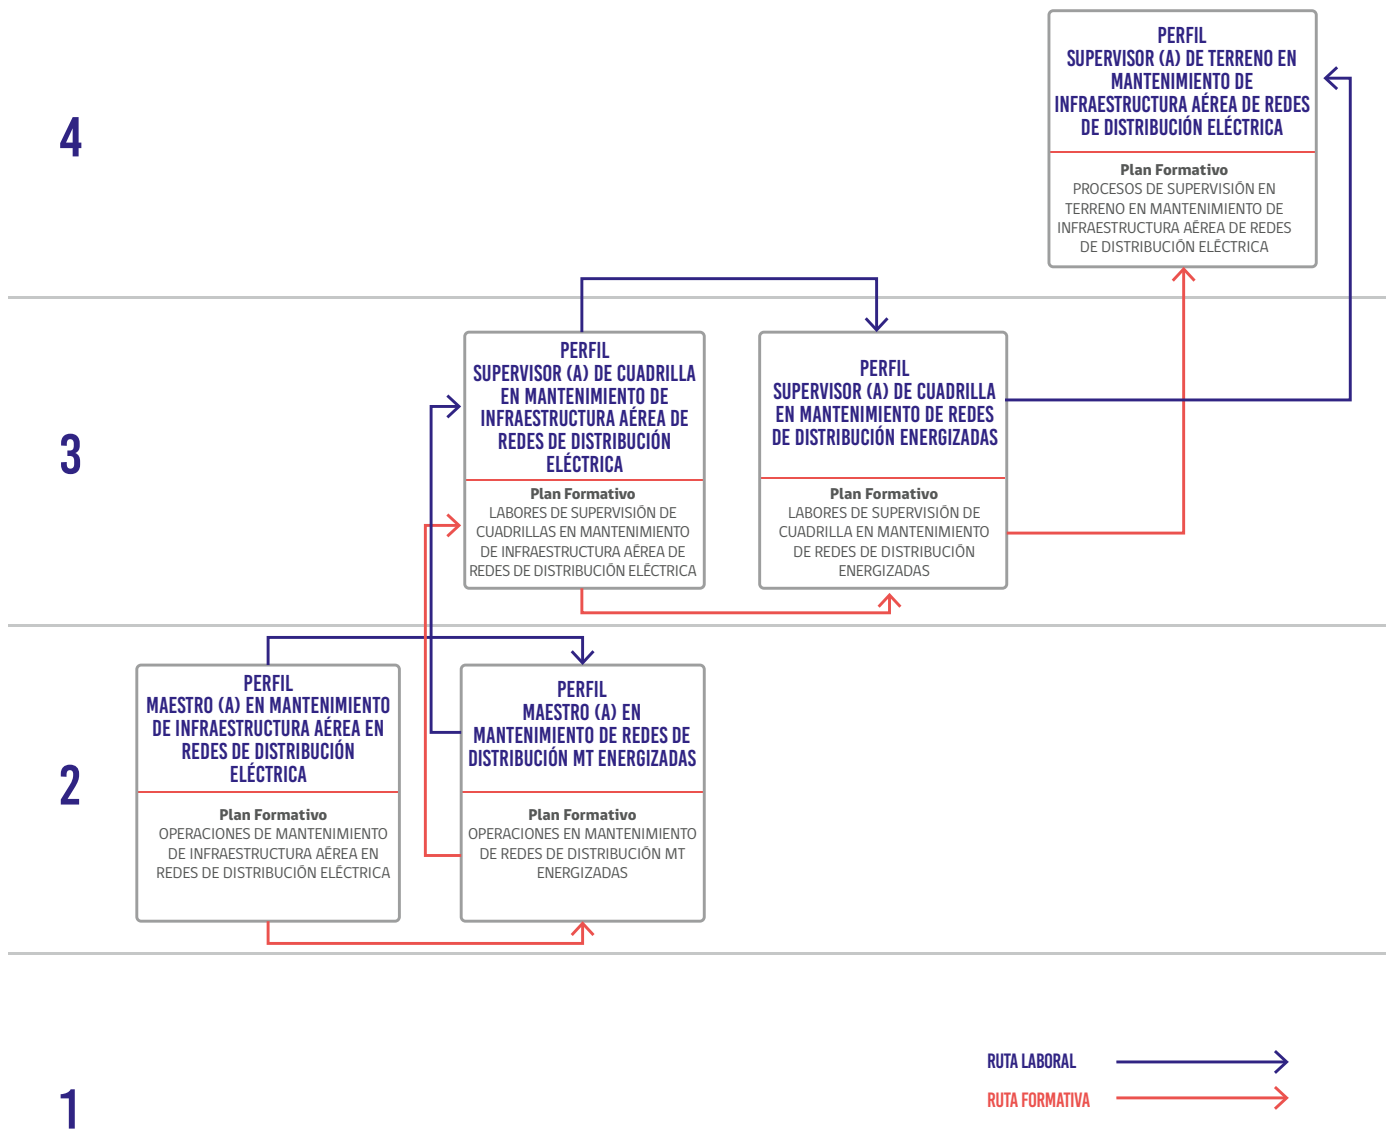 4
PERFIL
SUPERVISOR (A) DE TERRENO EN
MANTENIMIENTO DE
INFRAESTRUCTURA AÉREA DE REDES
DE DISTRIBUCIÓN ELÉCTRICA
Plan Formativo
PROCESOS DE SUPERVISIÓN EN
TERRENO EN MANTENIMIENTO DE
INFRAESTRUCTURA AÉREA DE REDES
DE DISTRIBUCIÓN ELÉCTRICA
3
PERFIL
SUPERVISOR (A) DE CUADRILLA
EN MANTENIMIENTO DE
INFRAESTRUCTURA AÉREA DE
REDES DE DISTRIBUCIÓN
ELÉCTRICA
Plan Formativo
LABORES DE SUPERVISIÓN DE
CUADRILLAS EN MANTENIMIENTO
DE INFRAESTRUCTURA AÉREA DE
REDES DE DISTRIBUCIÓN ELÉCTRICA
PERFIL
SUPERVISOR (A) DE CUADRILLA
EN MANTENIMIENTO DE REDES
DE DISTRIBUCIÓN ENERGIZADAS
Plan Formativo
LABORES DE SUPERVISIÓN DE
CUADRILLA EN MANTENIMIENTO
DE REDES DE DISTRIBUCIÓN
ENERGIZADAS
2
PERFIL
MAESTRO (A) EN MANTENIMIENTO
DE INFRAESTRUCTURA AÉREA EN
REDES DE DISTRIBUCIÓN
ELÉCTRICA
Plan Formativo
OPERACIONES DE MANTENIMIENTO
DE INFRAESTRUCTURA AÉREA EN
REDES DE DISTRIBUCIÓN ELÉCTRICA
PERFIL
MAESTRO (A) EN
MANTENIMIENTO DE REDES DE
DISTRIBUCIÓN MT ENERGIZADAS
Plan Formativo
OPERACIONES EN MANTENIMIENTO
DE REDES DE DISTRIBUCIÓN MT
ENERGIZADAS
1
RUTA LABORAL
RUTA FORMATIVA